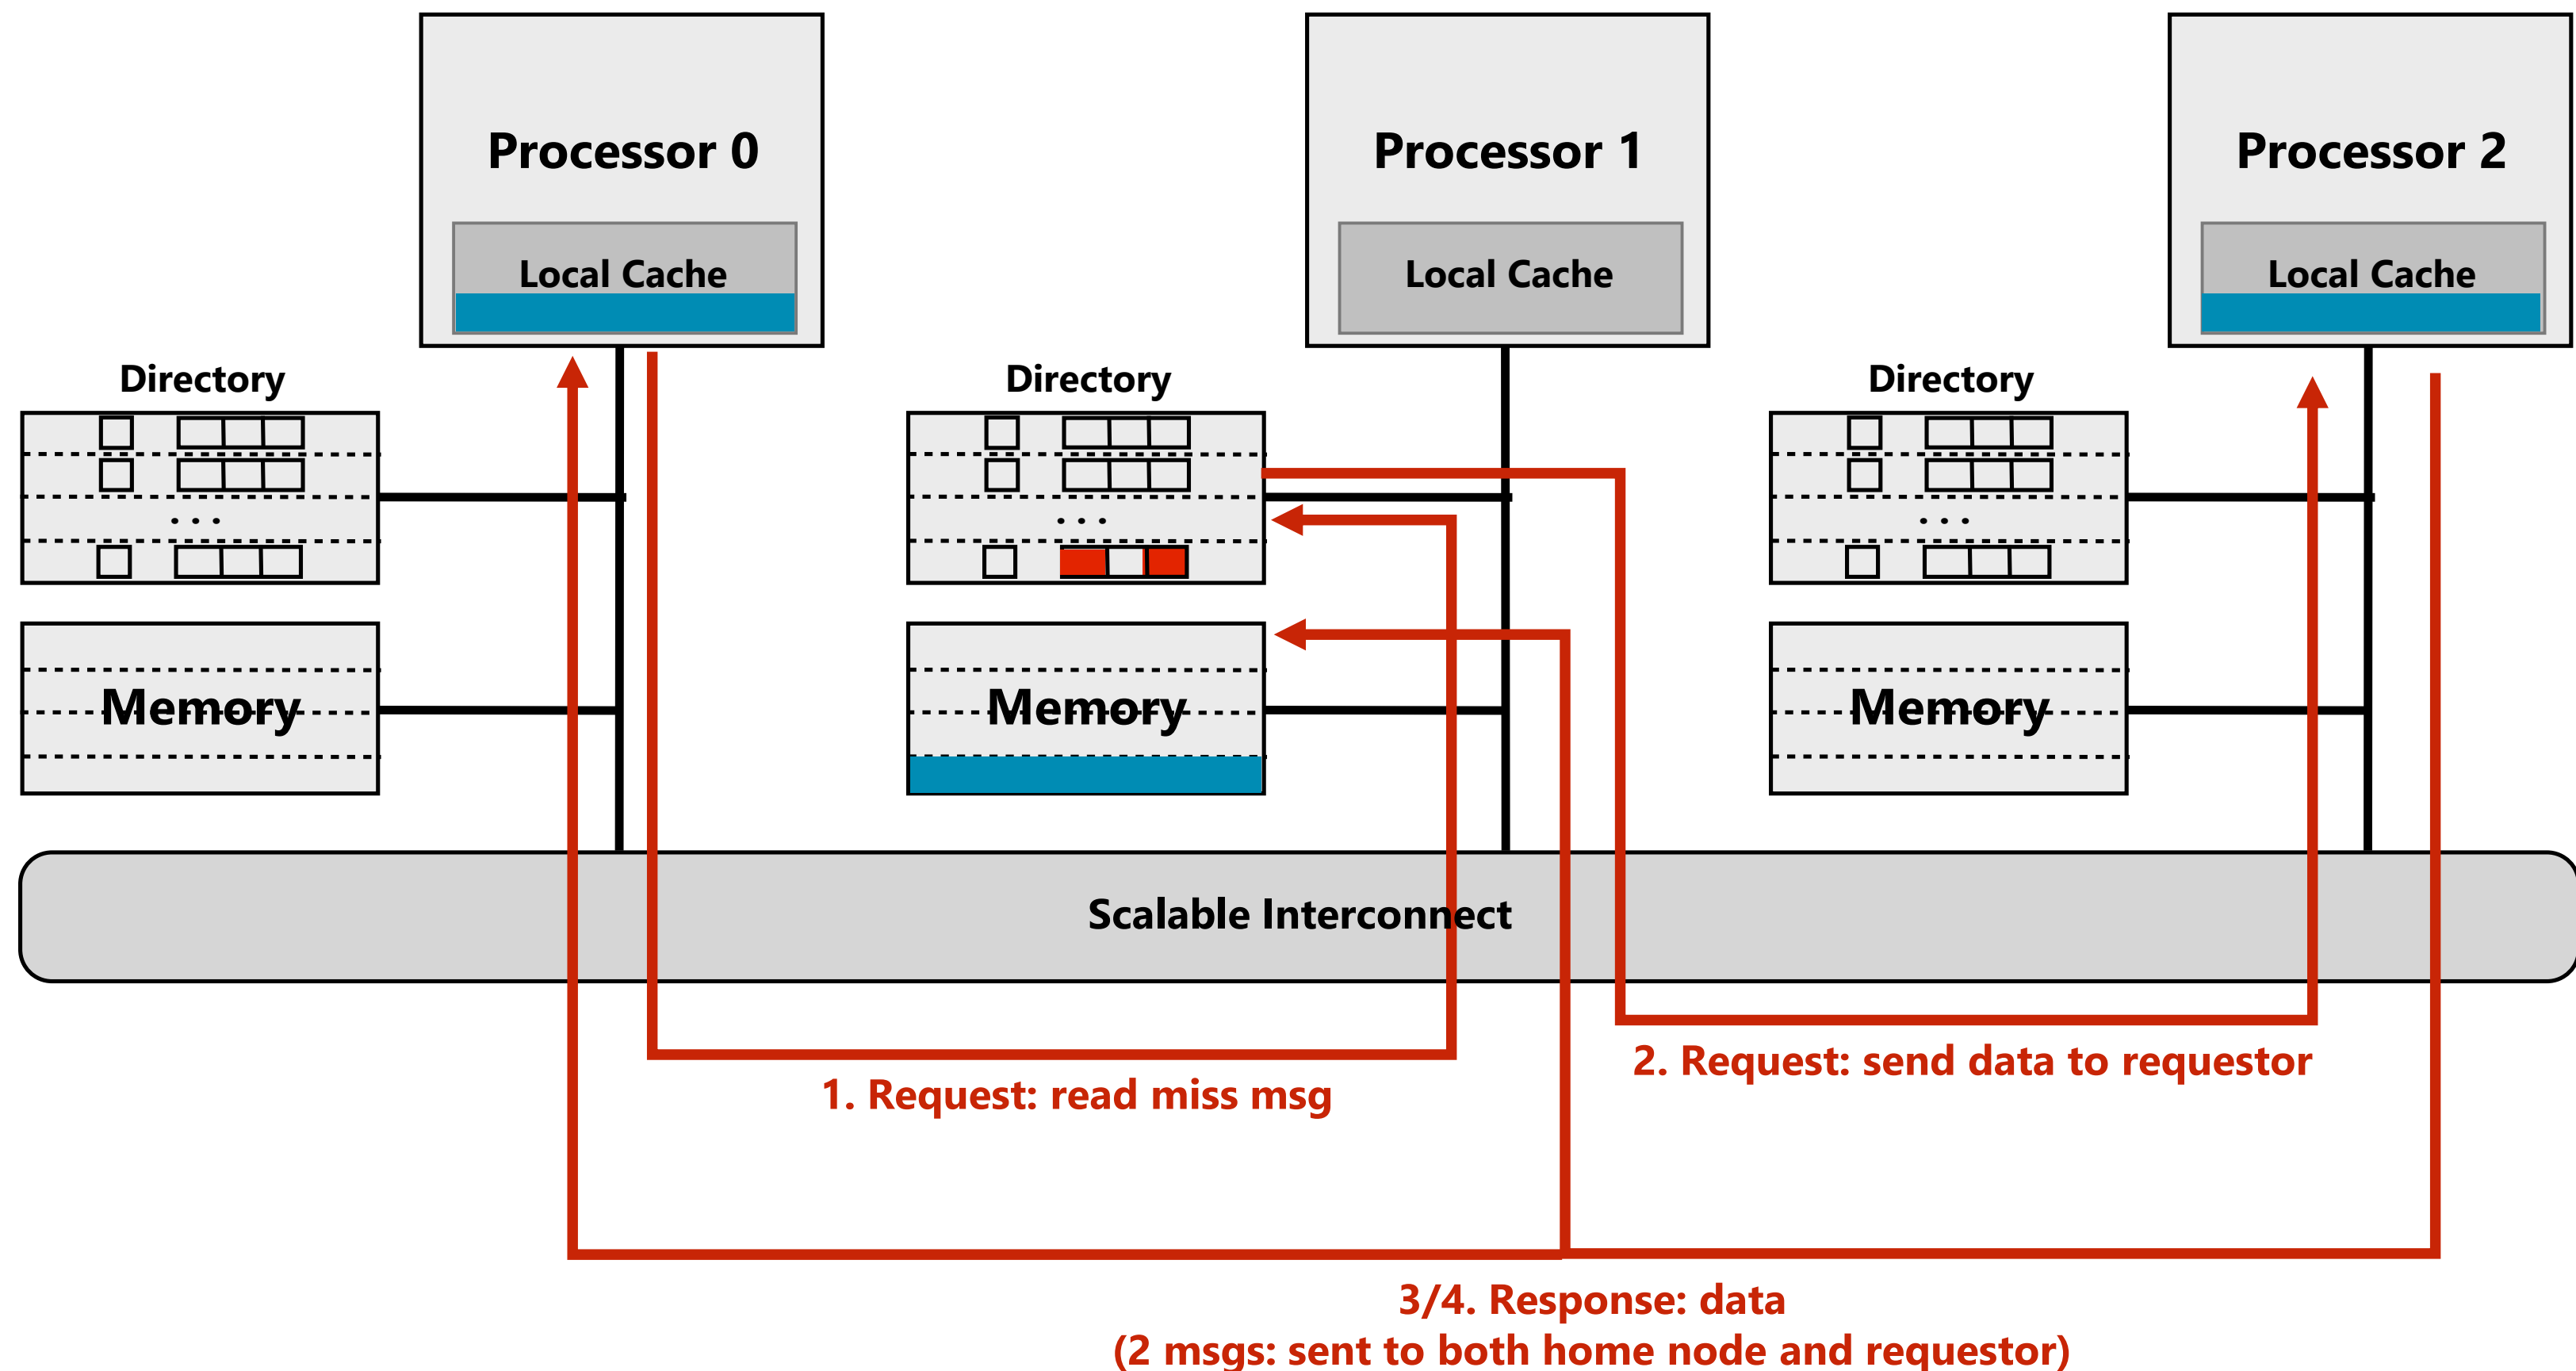 Processor 0
Processor 1
Processor 2
Local Cache
Local Cache
Local Cache
Directory
Directory
Directory
. . .
. . .
. . .
Memory
Memory
Memory
Scalable Interconnect
2. Request: send data to requestor
1. Request: read miss msg
3/4. Response: data
(2 msgs: sent to both home node and requestor)